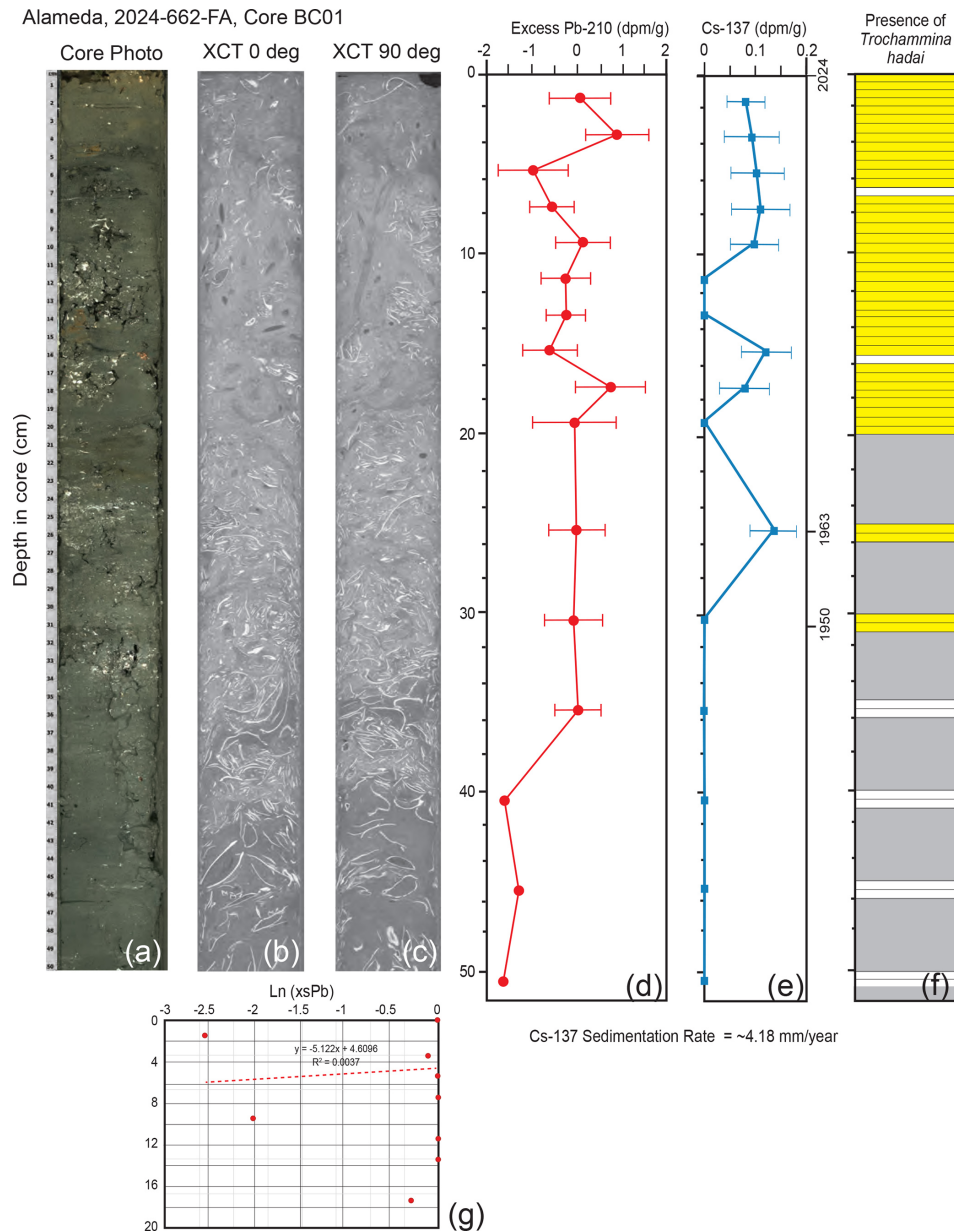 Alameda, 2024-662-FA, Core BC01
Core Photo
XCT 0 deg
XCT 90 deg
Excess Pb-210 (dpm/g)
-2 -1 0 1 2
Cs-137 (dpm/g)
0 0.1 0.2
Presence of
Trochammina
hadai
Depth in core (cm)
0
10
20
30
40
50
2024
1963
1950
(a)
(b)
(c)
(d)
(e)
(f)
Ln (xsPb)
-3 -2.5 -2 -1.5 -1 -0.5 0
0
4
8
12
16
20
y = -5.122x + 4.6096
R² = 0.0037
(g)
Cs-137 Sedimentation Rate = ~4.18 mm/year